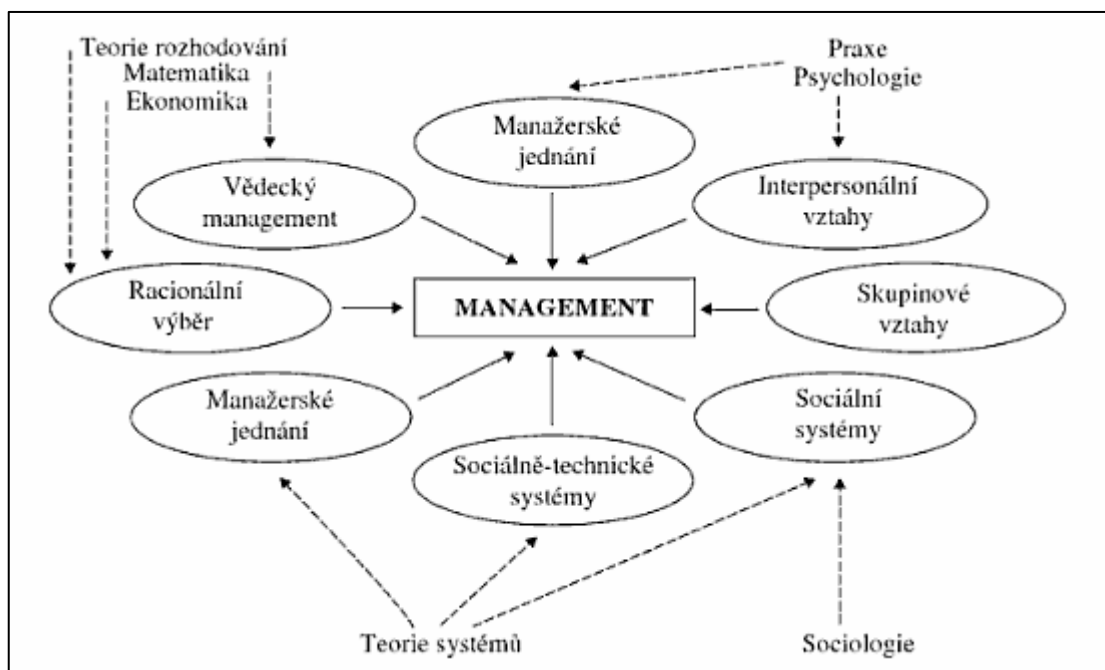 Teorie rozhodování
Matematika
Ekonomika
Praxe
Psychologie
Manažerské
jednání
Vědecký
management
Interpersonální
vztahy
Racionální
výběr
MANAGEMENT
Skupinové
vztahy
Manažerské
jednání
Sociálně-technické
systémy
Sociální
systémy
Teorie systémů
Sociologie